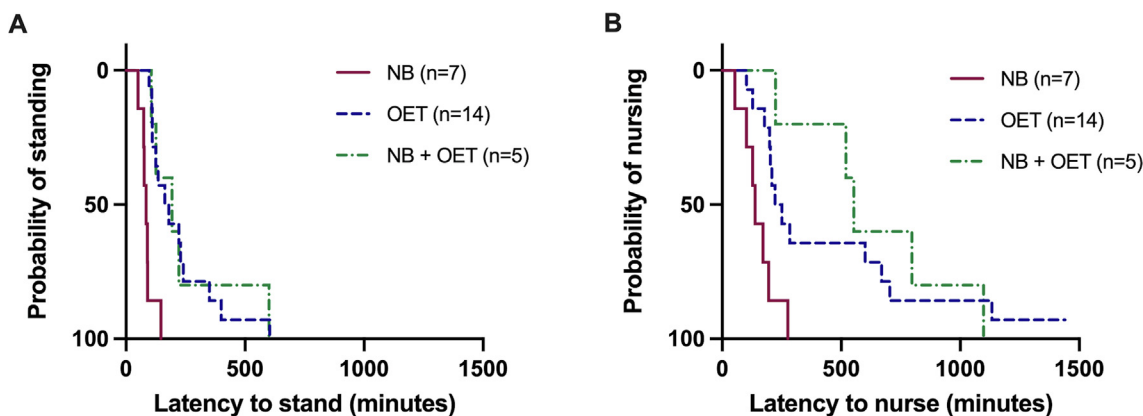 A
Probability of standing
0
50
100
0
500
1000
1500
Latency to stand (minutes)
NB (n=7)
OET (n=14)
NB + OET (n=5)
B
Probability of nursing
0
50
100
0
500
1000
1500
Latency to nurse (minutes)
NB (n=7)
OET (n=14)
NB + OET (n=5)